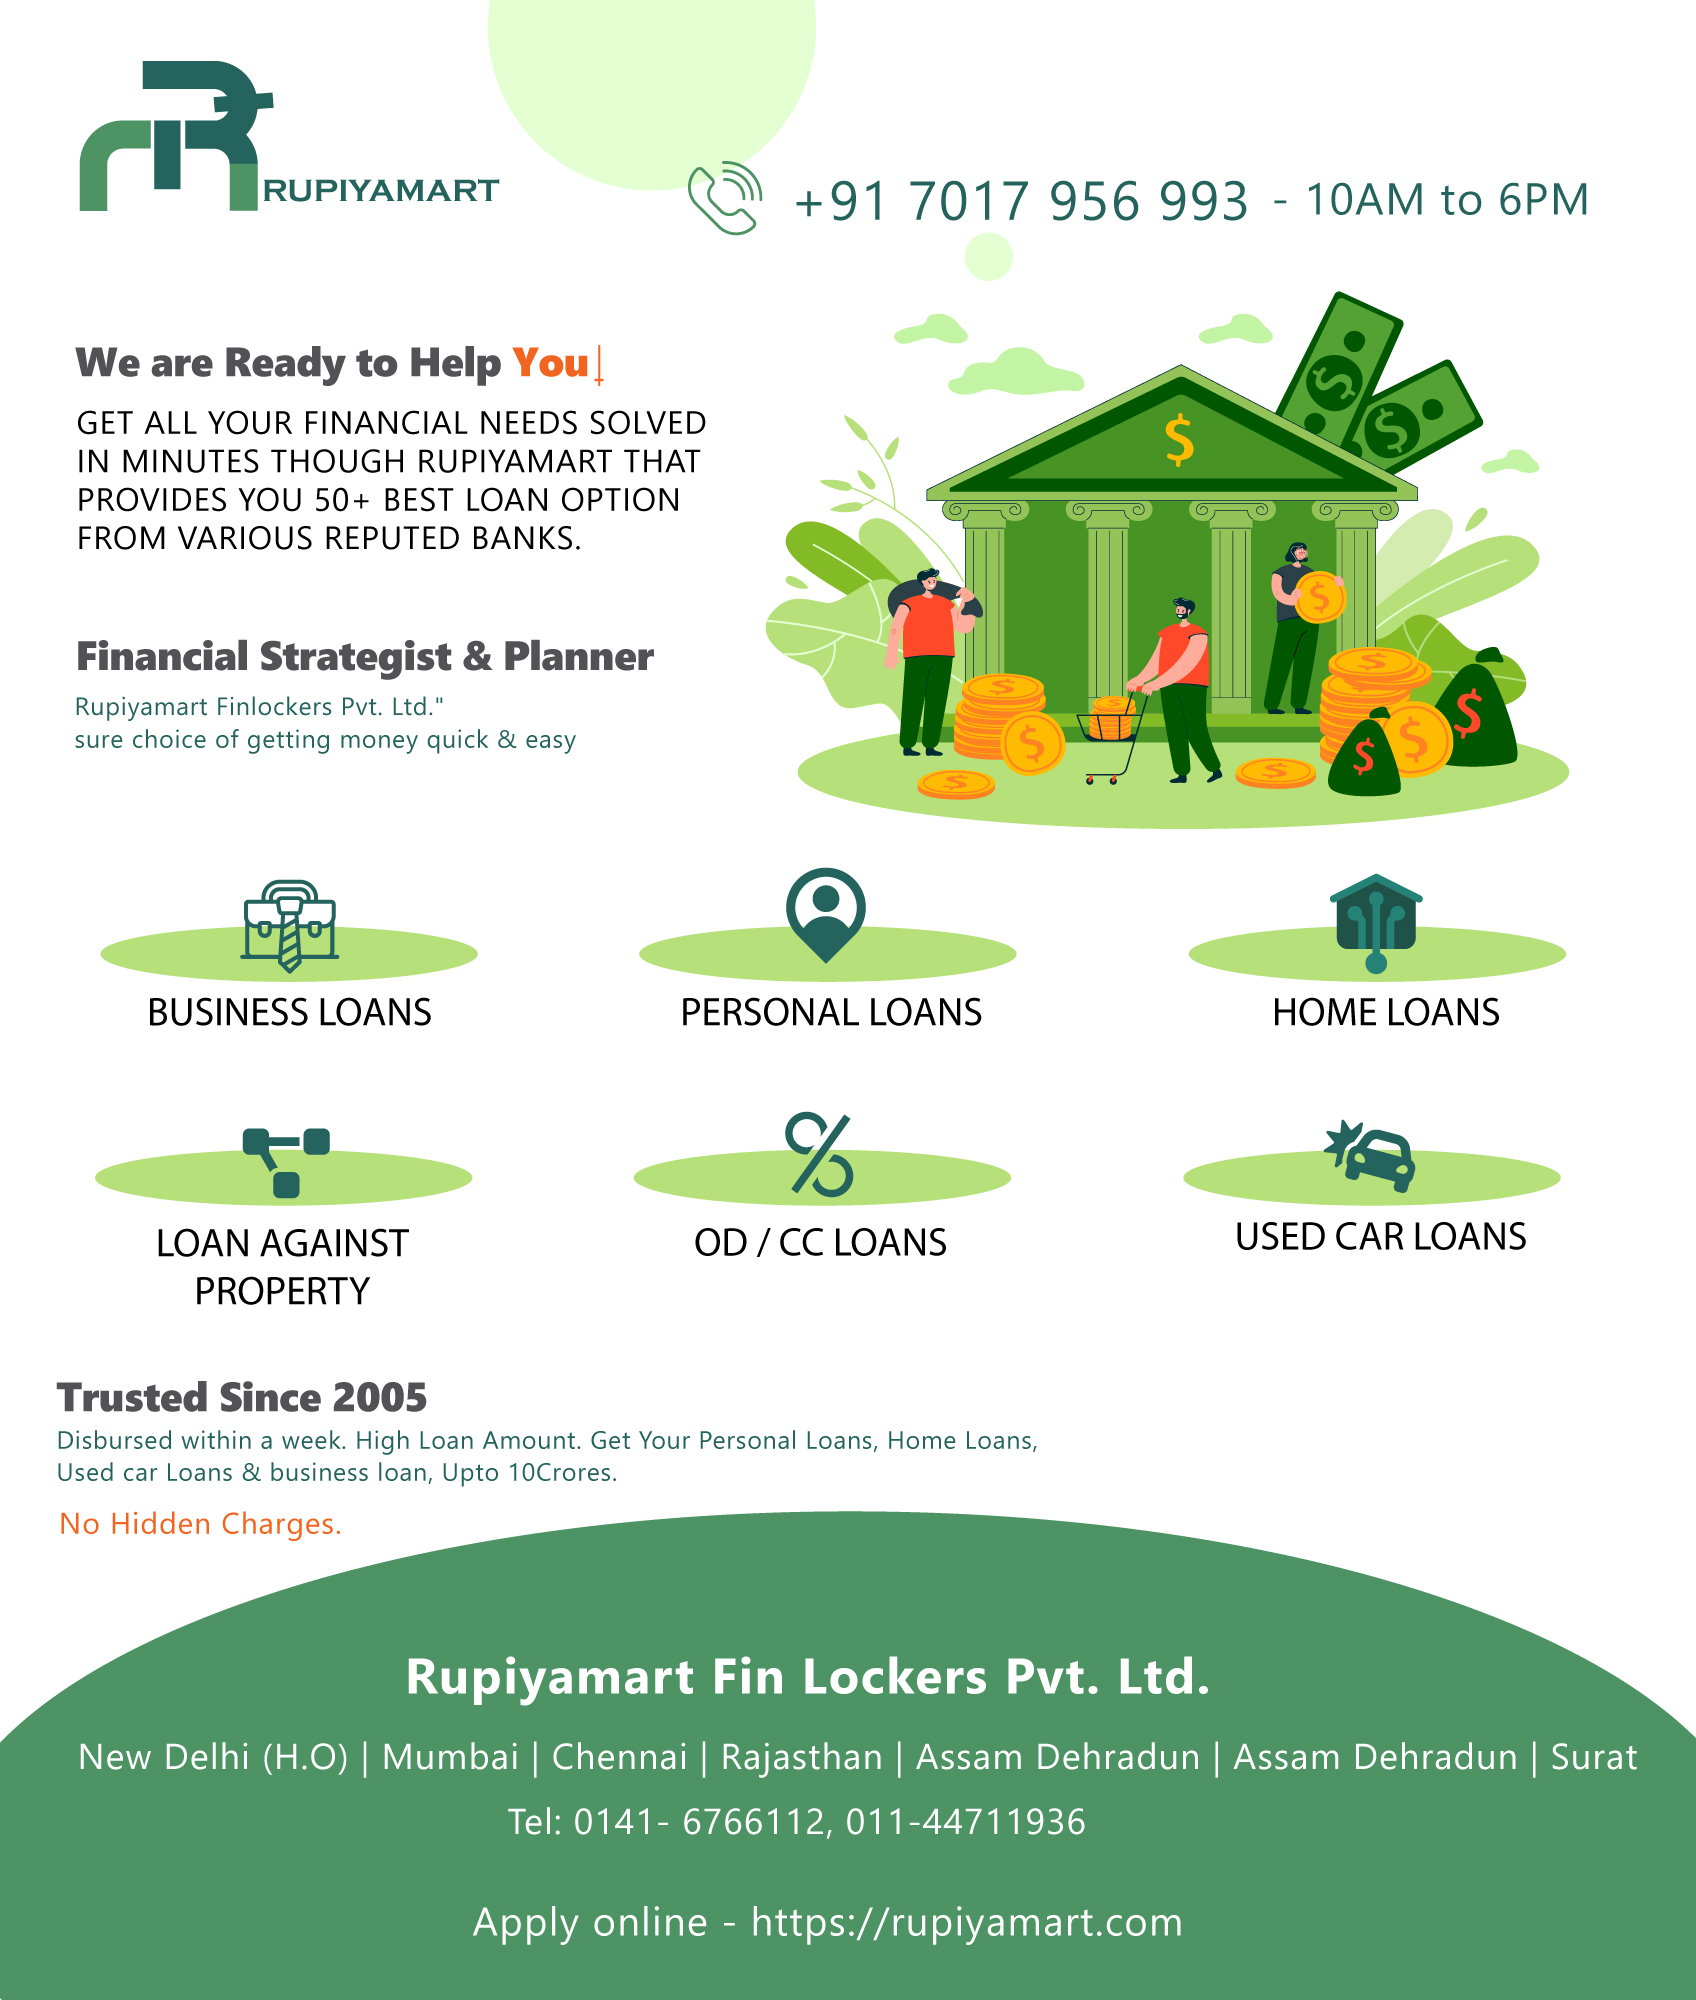 RUPIYAMART
+91 7017 956 993 - 10AM to 6PM
We are Ready to Help You
GET ALL YOUR FINANCIAL NEEDS SOLVED
IN MINUTES THOUGH RUPIYAMART THAT
PROVIDES YOU 50+ BEST LOAN OPTION
FROM VARIOUS REPUTED BANKS.
Financial Strategist & Planner
Rupiyamart Finlockers Pvt. Ltd."
sure choice of getting money quick & easy
BUSINESS LOANS
PERSONAL LOANS
HOME LOANS
LOAN AGAINST
PROPERTY
OD / CC LOANS
USED CAR LOANS
Trusted Since 2005
Disbursed within a week. High Loan Amount. Get Your Personal Loans, Home Loans,
Used car Loans & business loan, Upto 10Crores.
No Hidden Charges.
Rupiyamart Fin Lockers Pvt. Ltd.
New Delhi (H.O) | Mumbai | Chennai | Rajasthan | Assam Dehradun | Assam Dehradun | Surat
Tel: 0141- 6766112, 011-44711936
Apply online - https://rupiyamart.com